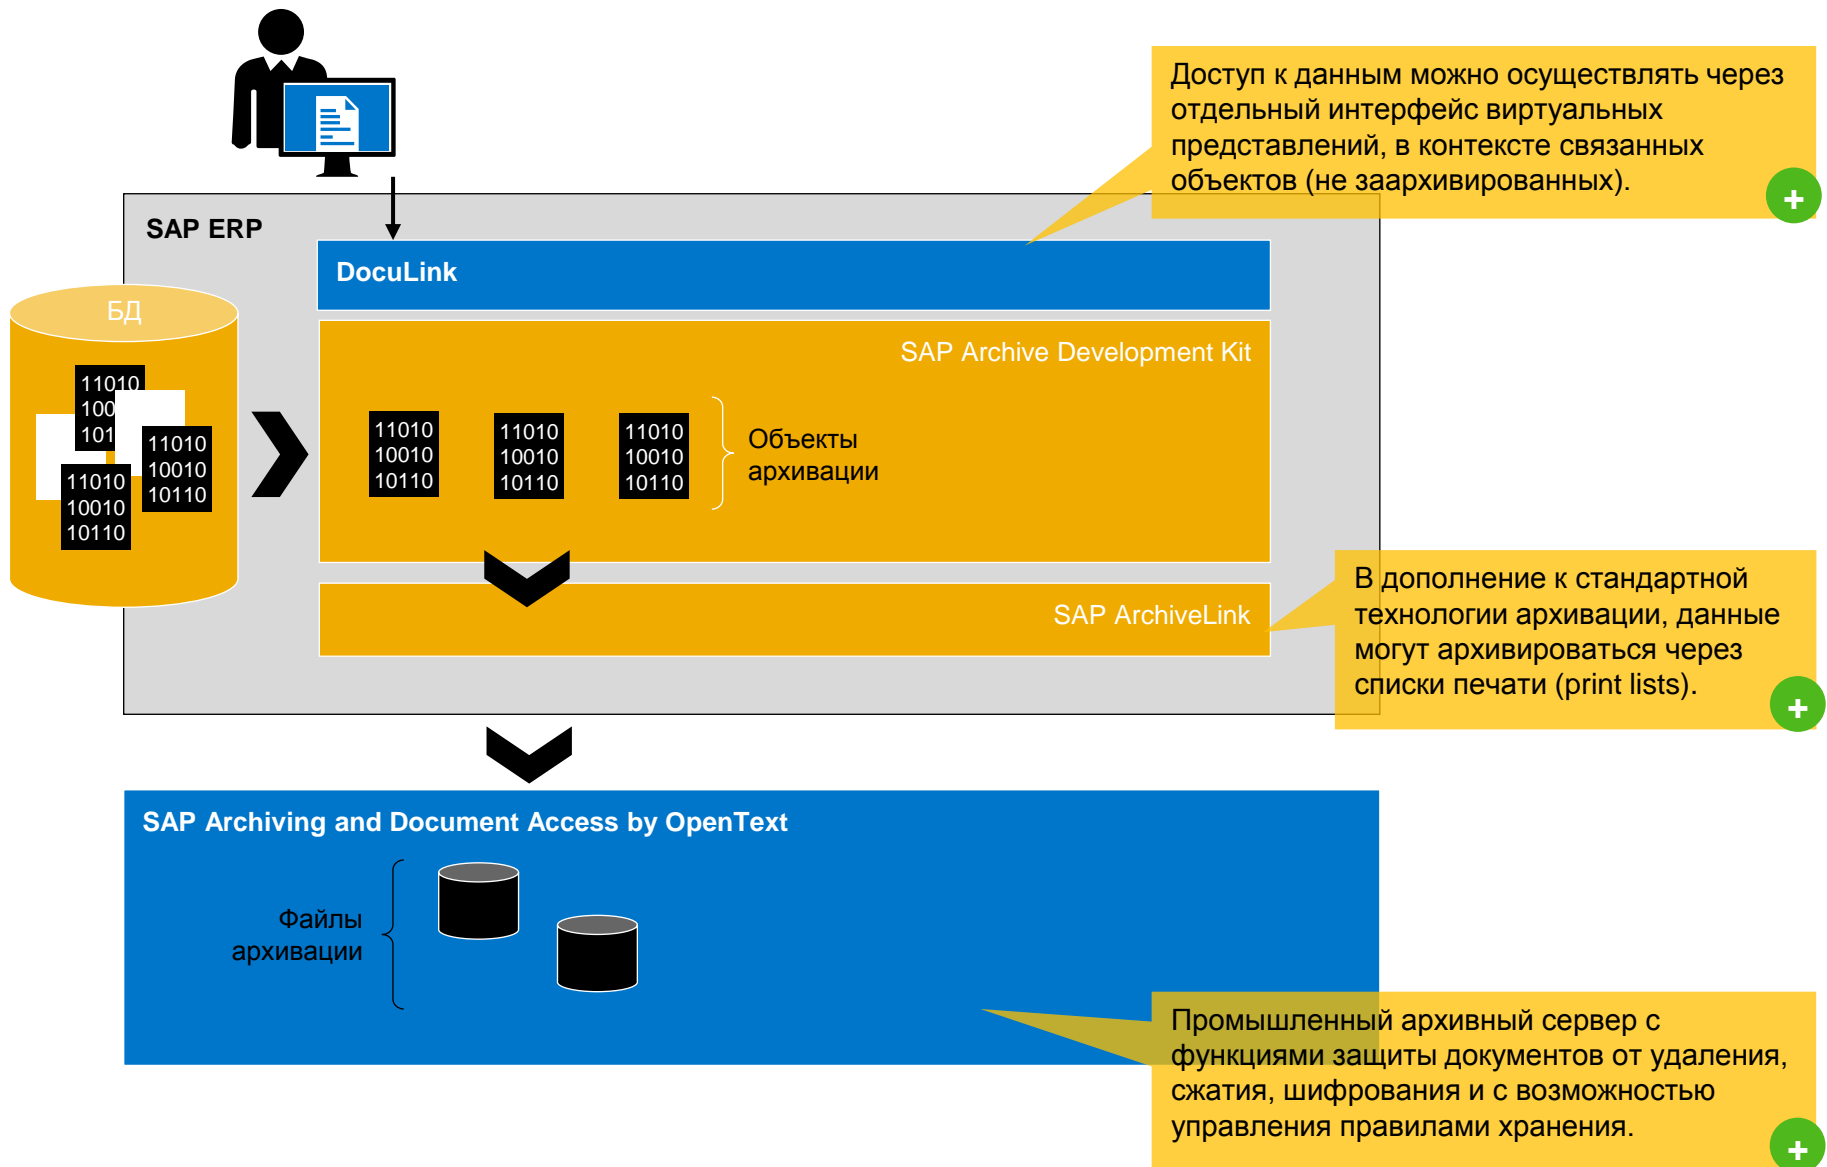 Доступ к данным можно осуществлять через
отдельный интерфейс виртуальных
представлений, в контексте связанных
объектов (не заархивированных).
+
SAP ERP
DocuLink
БД
SAP Archive Development Kit
11010
100
101
11010
10010
10110
11010
10010
10110
11010
10010
10110
11010
10010
10110
11010
10010
10110
Объекты
архивации
SAP ArchiveLink
В дополнение к стандартной
технологии архивации, данные
могут архивироваться через
списки печати (print lists).
+
SAP Archiving and Document Access by OpenText
Файлы
архивации
Промышленный архивный сервер с
функциями защиты документов от удаления,
сжатия, шифрования и с возможностью
управления правилами хранения.
+